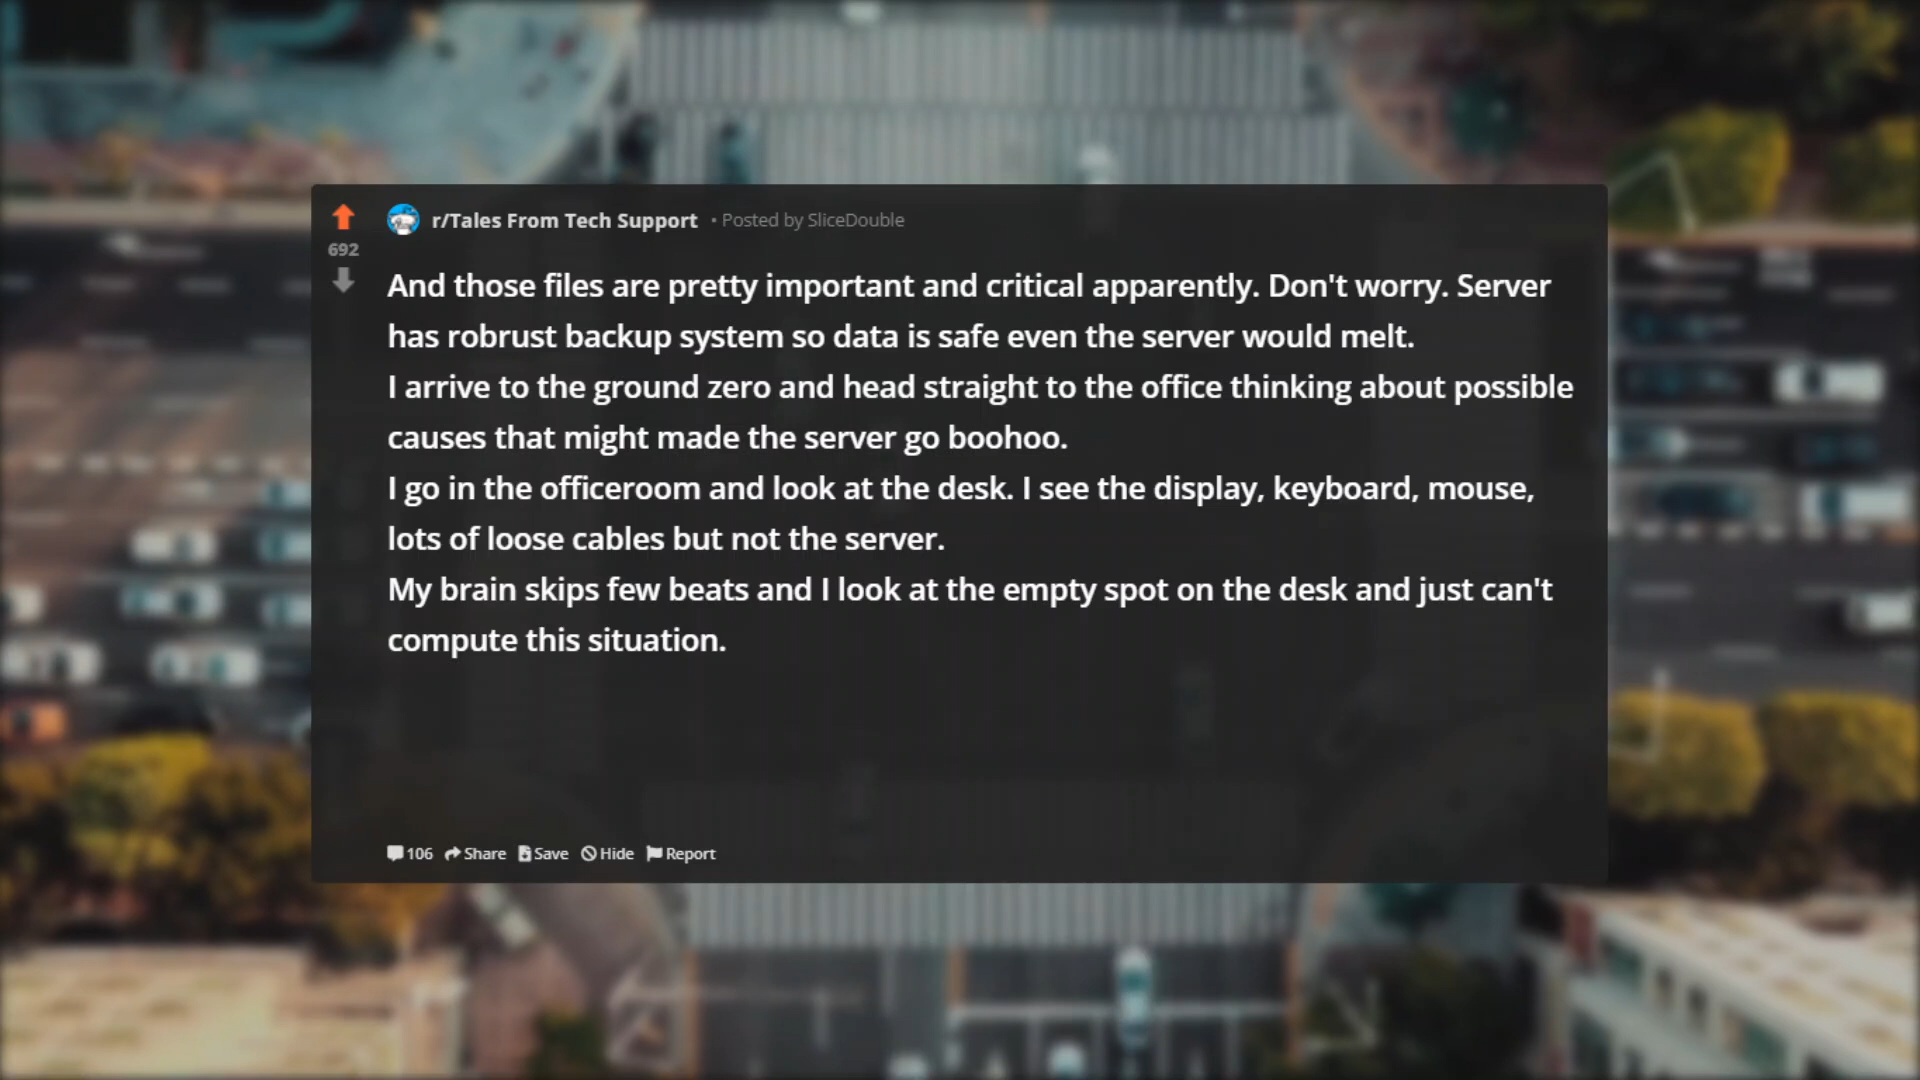 r/Tales From Tech Support • Posted by SliceDouble
692
And those files are pretty important and critical apparently. Don't worry. Server
has robrust backup system so data is safe even the server would melt.
I arrive to the ground zero and head straight to the office thinking about possible
causes that might made the server go boohoo.
I go in the officeroom and look at the desk. I see the display, keyboard, mouse,
lots of loose cables but not the server.
My brain skips few beats and I look at the empty spot on the desk and just can't
compute this situation.
106 Share Save Hide Report